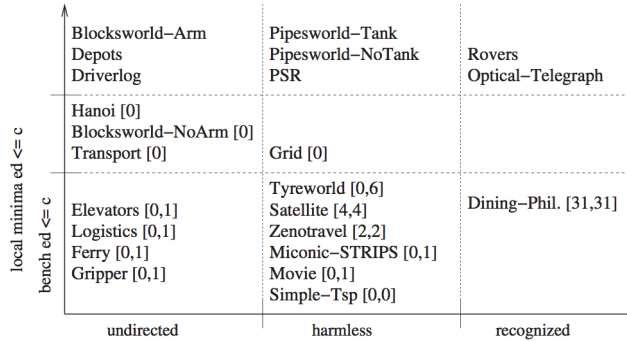 Blocksworld−Arm Pipesworld−Tank
Depots Pipesworld−NoTank Rovers
Driverlog PSR Optical−Telegraph
Hanoi [0]
Blocksworld−NoArm [0]
Transport [0] Grid [0]
Tyreworld [0,6]
Elevators [0,1] Satellite [4,4] Dining−Phil. [31,31]
Logistics [0,1] Zenotravel [2,2]
Ferry [0,1] Miconic−STRIPS [0,1]
Gripper [0,1] Movie [0,1]
Simple−Tsp [0,0]
local minima ed <= c
bench ed <= c
undirected harmless recognized